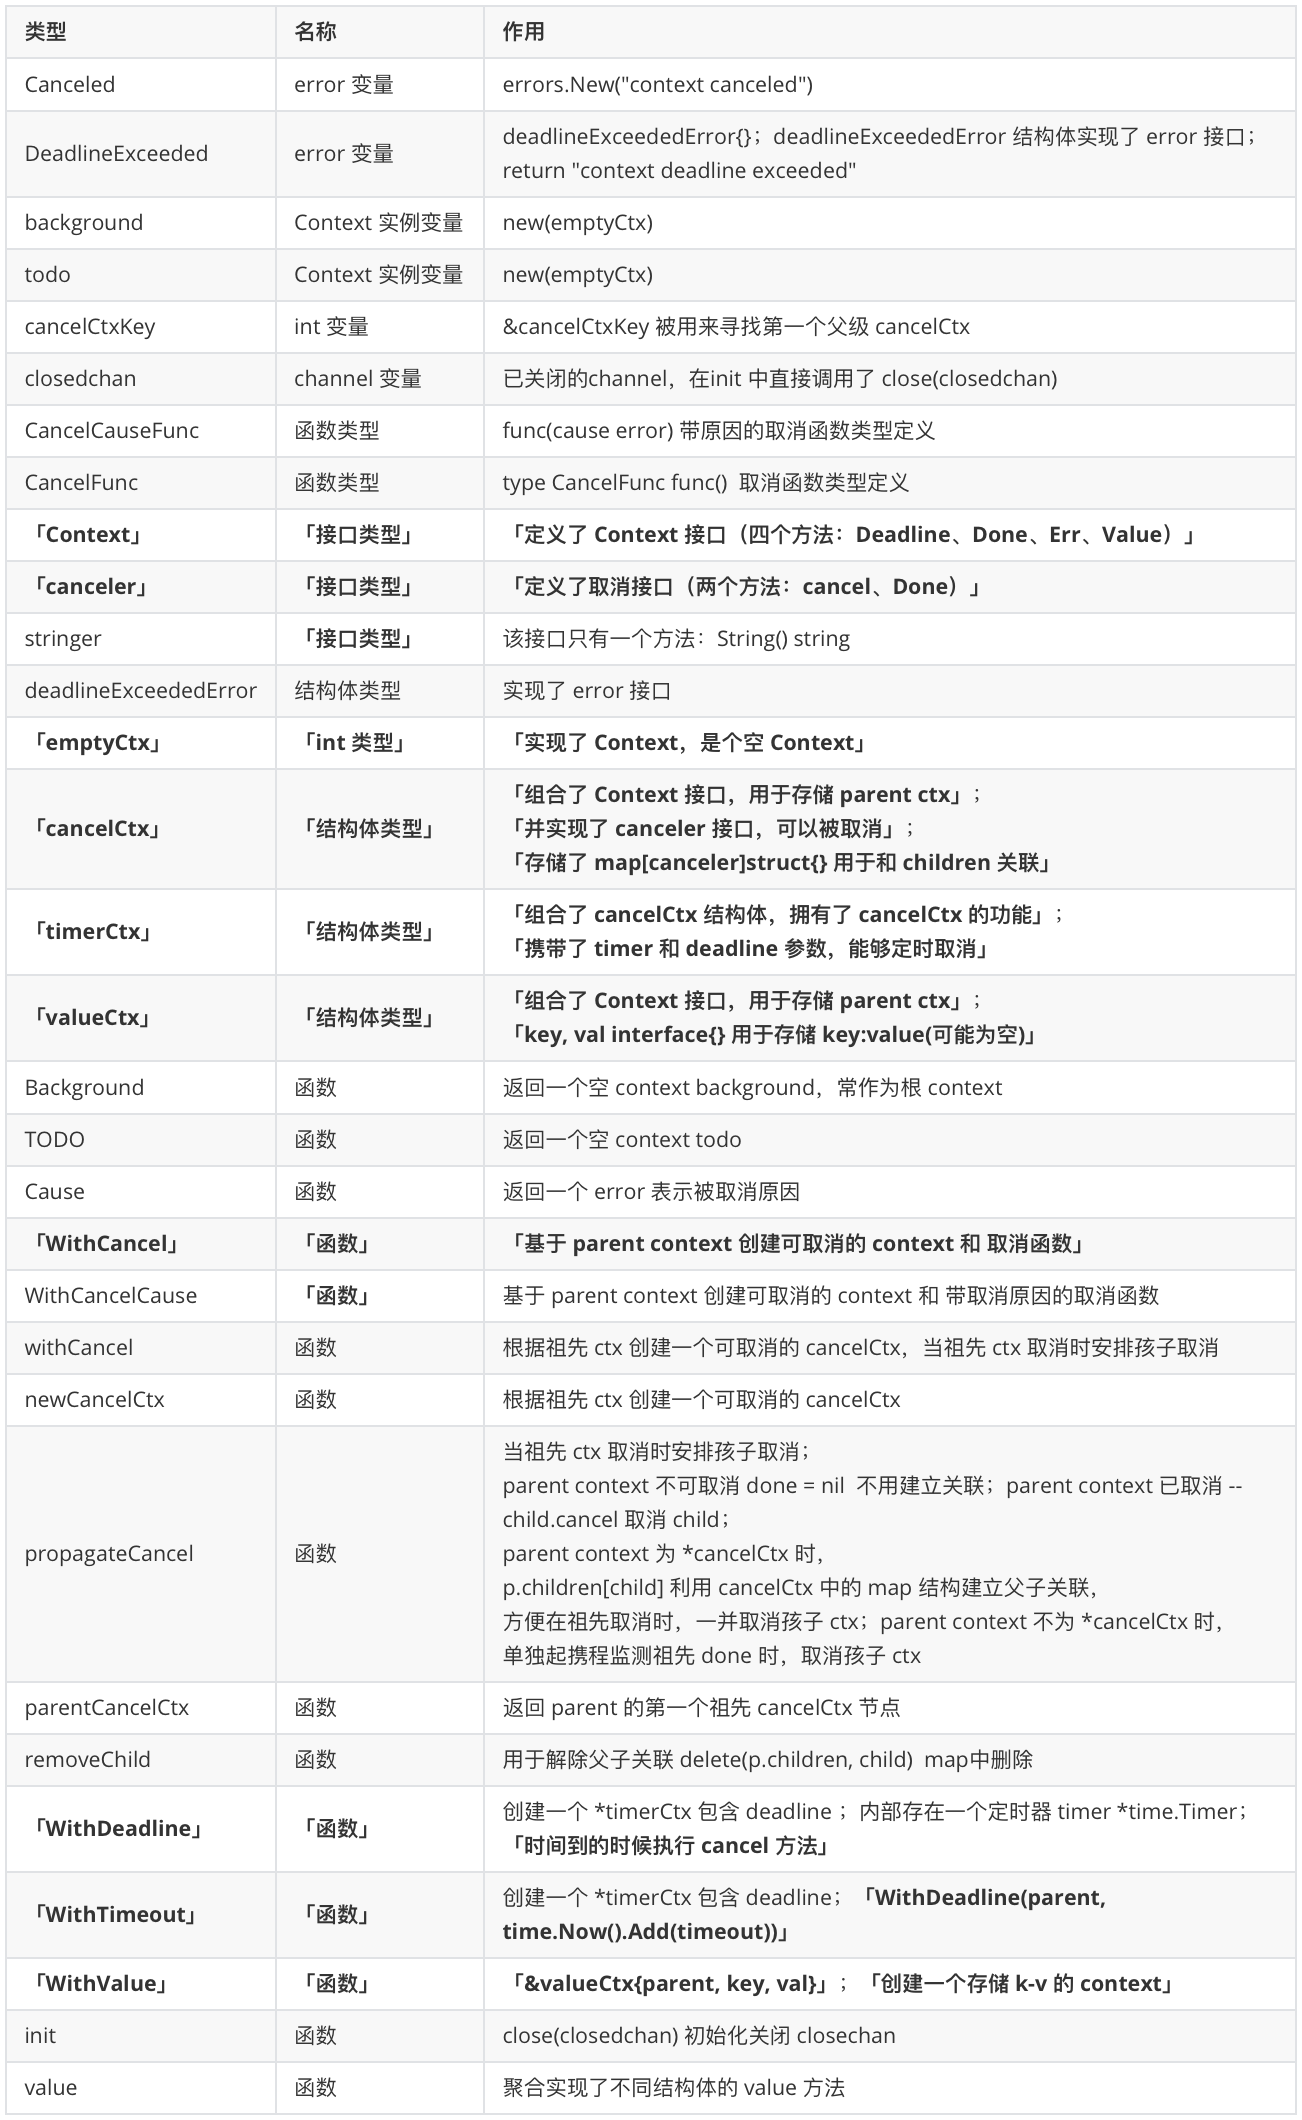 类型 名称 作用
Canceled error 变量 errors.New("context canceled")
DeadlineExceeded error 变量 deadlineExceededError{}；deadlineExceededError 结构体实现了 error 接口；
return "context deadline exceeded"
background Context 实例变量 new(emptyCtx)
todo Context 实例变量 new(emptyCtx)
cancelCtxKey int 变量 &cancelCtxKey 被用来寻找第一个父级 cancelCtx
closedchan channel 变量 已关闭的channel，在init 中直接调用了 close(closedchan)
CancelCauseFunc 函数类型 func(cause error) 带原因的取消函数类型定义
CancelFunc 函数类型 type CancelFunc func() 取消函数类型定义
「Context」 「接口类型」 「定义了 Context 接口（四个方法：Deadline、Done、Err、Value）」
「canceler」 「接口类型」 「定义了取消接口（两个方法：cancel、Done）」
stringer 「接口类型」 该接口只有一个方法：String() string
deadlineExceededError 结构体类型 实现了 error 接口
「emptyCtx」 「int 类型」 「实现了 Context，是个空 Context」
「cancelCtx」 「结构体类型」 「组合了 Context 接口，用于存储 parent ctx」;
「并实现了 canceler 接口，可以被取消」;
「存储了 map[canceler]struct{} 用于和 children 关联」
「timerCtx」 「结构体类型」 「组合了 cancelCtx 结构体，拥有了 cancelCtx 的功能」;
「携带了 timer 和 deadline 参数，能够定时取消」
「valueCtx」 「结构体类型」 「组合了 Context 接口，用于存储 parent ctx」;
「key, val interface{} 用于存储 key:value(可能为空)」
Background 函数 返回一个空 context background，常作为根 context
TODO 函数 返回一个空 context todo
Cause 函数 返回一个 error 表示被取消原因
「WithCancel」 「函数」 「基于 parent context 创建可取消的 context 和 取消函数」
WithCancelCause 「函数」 基于 parent context 创建可取消的 context 和 带取消原因的取消函数
withCancel 函数 根据祖先 ctx 创建一个可取消的 cancelCtx，当祖先 ctx 取消时安排孩子取消
newCancelCtx 函数 根据祖先 ctx 创建一个可取消的 cancelCtx
propagateCancel 函数 当祖先 ctx 取消时安排孩子取消；
parent context 不可取消 done = nil 不用建立关联；parent context 已取消 --
child.cancel 取消 child；
parent context 为 *cancelCtx 时，
p.children[child] 利用 cancelCtx 中的 map 结构建立父子关联，
方便在祖先取消时，一并取消孩子 ctx；parent context 不为 *cancelCtx 时，
单独起携程监测祖先 done 时，取消孩子 ctx
parentCancelCtx 函数 返回 parent 的第一个祖先 cancelCtx 节点
removeChild 函数 用于解除父子关联 delete(p.children, child) map中删除
「WithDeadline」 「函数」 创建一个 *timerCtx 包含 deadline ；内部存在一个定时器 timer *time.Timer；
「时间到的时候执行 cancel 方法」
「WithTimeout」 「函数」 创建一个 *timerCtx 包含 deadline；「WithDeadline(parent,
time.Now().Add(timeout))」
「WithValue」 「函数」 「&valueCtx{parent, key, val}」; 「创建一个存储 k-v 的 context」
init 函数 close(closedchan) 初始化关闭 closechan
value 函数 聚合实现了不同结构体的 value 方法